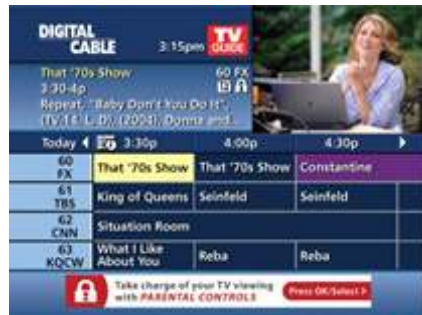 DIGITAL
CABLE
3:15pm
TV
GUIDE
That '70s Show 60 FX
3:30-4p
Repeat, "Baby Don't You
Do It",
(TV-14, L, D), (2004), Donna and...
Today 3:30p 4:00p 4:30p
60
FX
That '70s Show That '70s Show Constantine
61
TBS
King of Queens Seinfeld Seinfeld
62
CNN
Situation Room
63
KQCW
What I Like
About You
Reba Reba
Take charge of your TV viewing
with PARENTAL CONTROLS
Press OK/Select